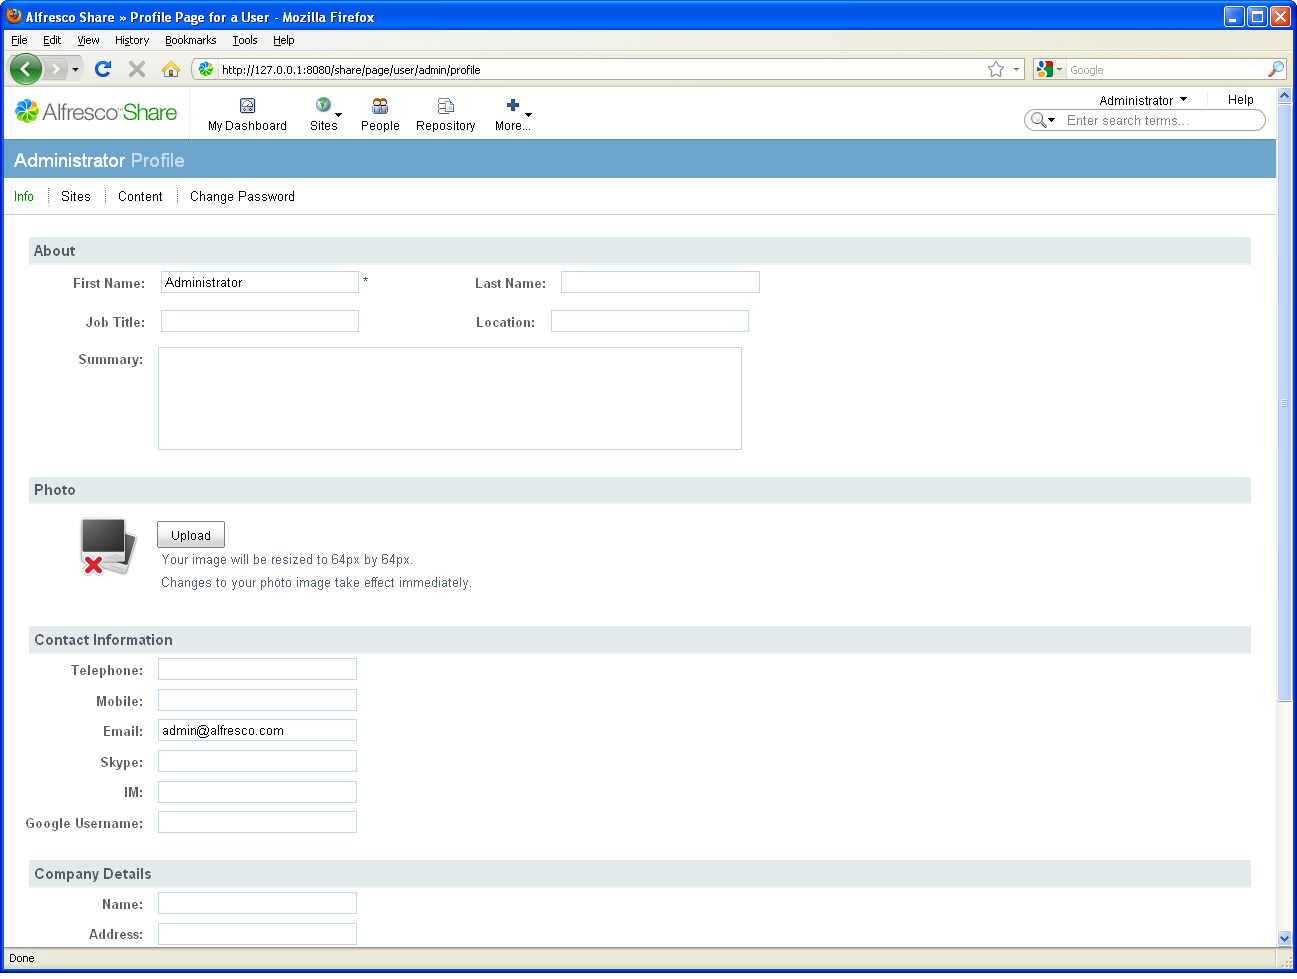 Alfresco Share » Profile Page for a User - Mozilla Firefox
File Edit View History Bookmarks Tools Help
http://127.0.0.1:8080/share/page/user/admin/profile Google
Alfresco™ Share
My Dashboard Sites People Repository More...
Administrator Help
Enter search terms...
Administrator Profile
Info Sites Content Change Password
About
First Name: Administrator * Last Name:
Job Title: Location:
Summary:
Photo
Upload
Your image will be resized to 64px by 64px.
Changes to your photo image take effect immediately.
Contact Information
Telephone:
Mobile:
Email: admin@alfresco.com
Skype:
IM:
Google Username:
Company Details
Name:
Address:
Done